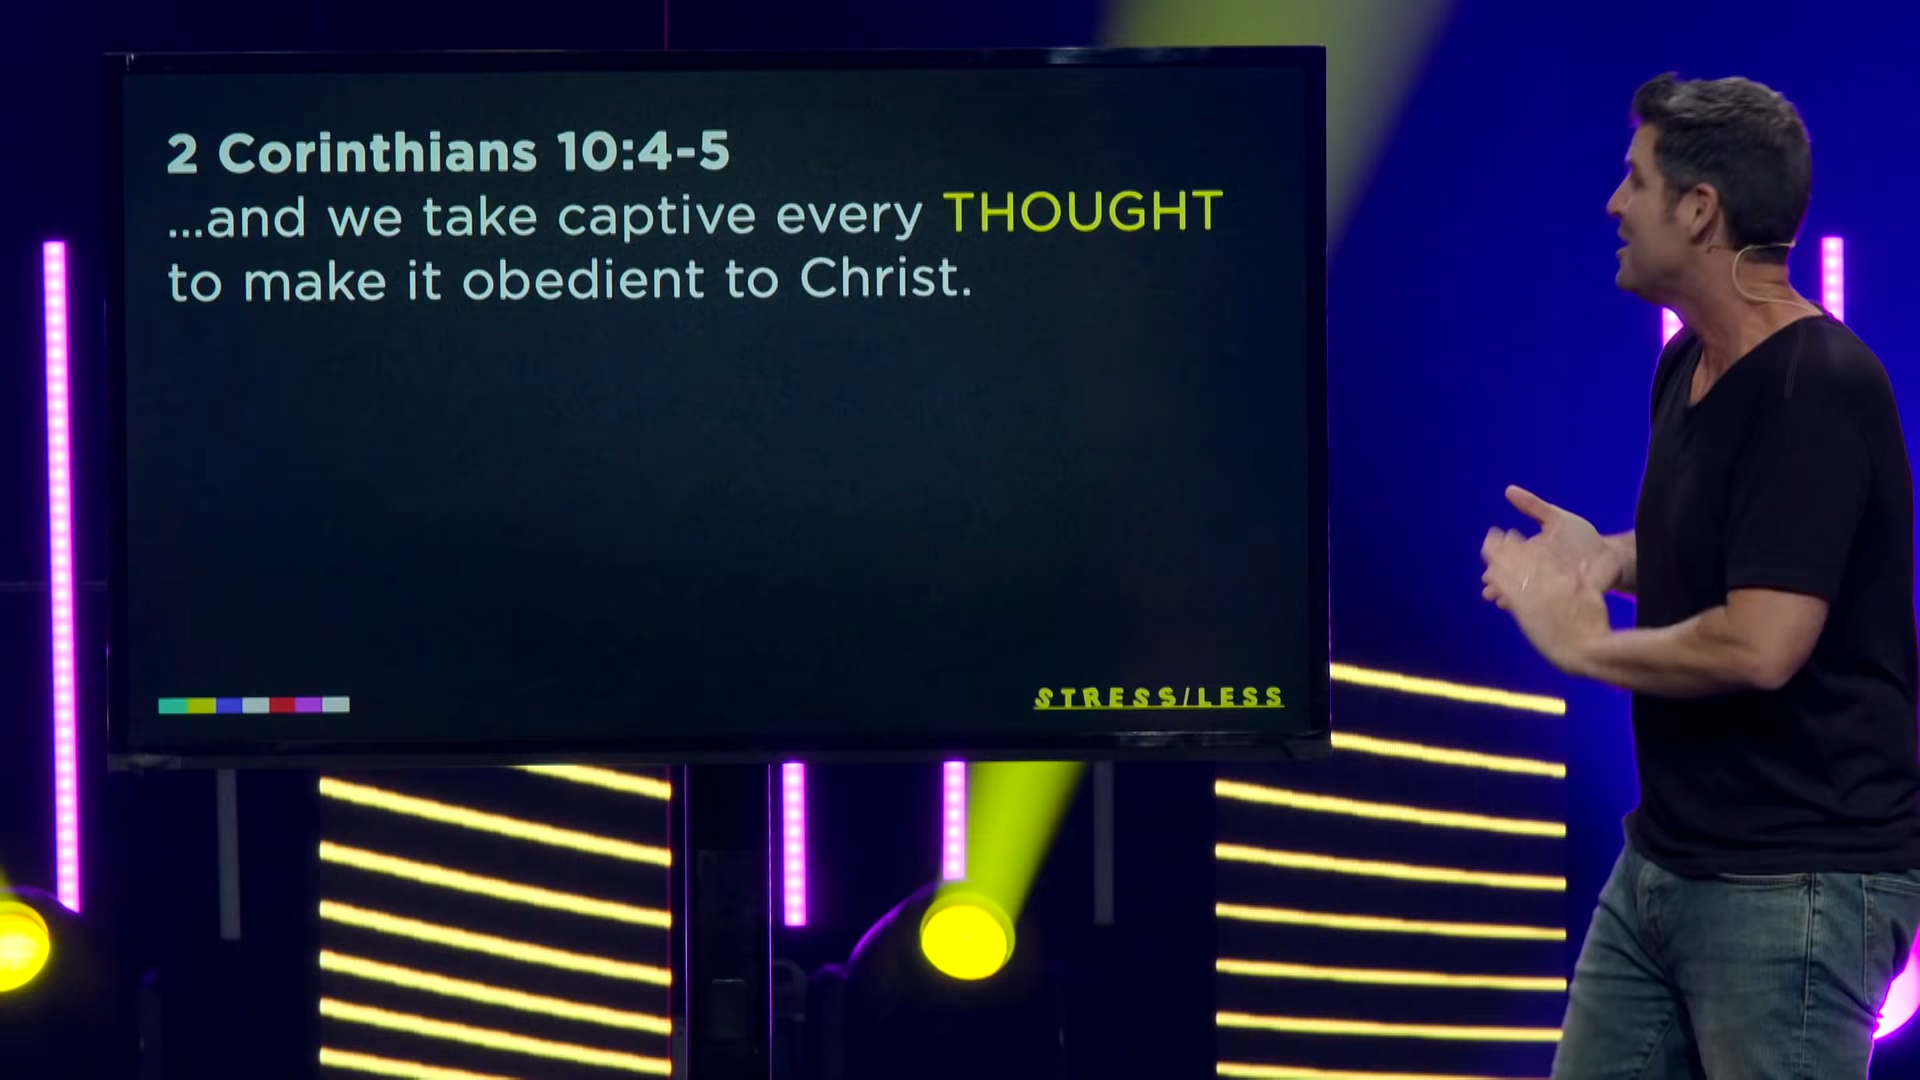 2 Corinthians 10:4-5
...and we take captive every THOUGHT
to make it obedient to Christ.
STRESS/LESS